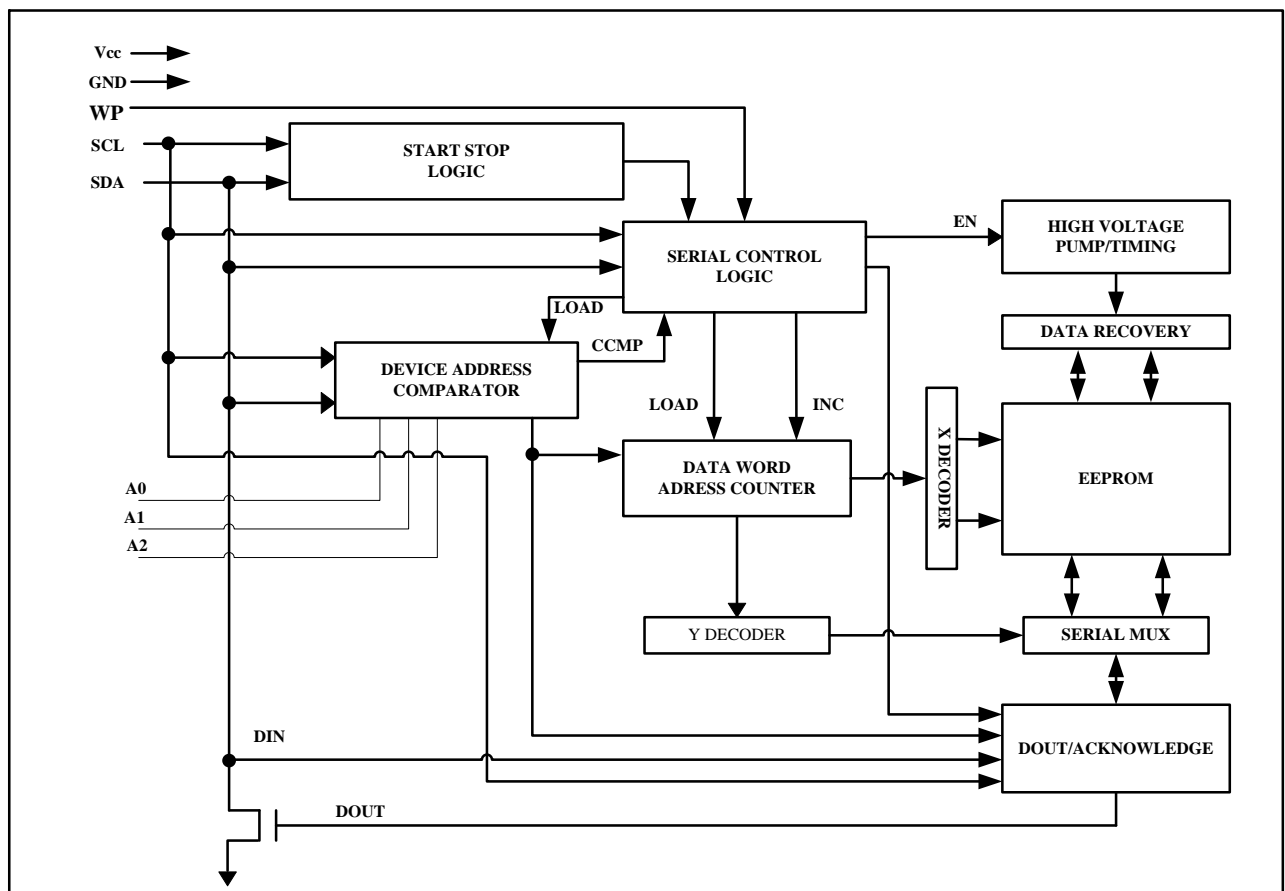 Vcc
GND
WP
SCL
SDA
START STOP
LOGIC
SERIAL CONTROL
LOGIC
EN
HIGH VOLTAGE
PUMP/TIMING
DATA RECOVERY
LOAD
CCMP
DEVICE ADDRESS
COMPARATOR
LOAD
INC
X DECODER
EEPROM
DATA WORD
ADRESS COUNTER
A0
A1
A2
Y DECODER
SERIAL MUX
DIN
DOUT/ACKNOWLEDGE
DOUT